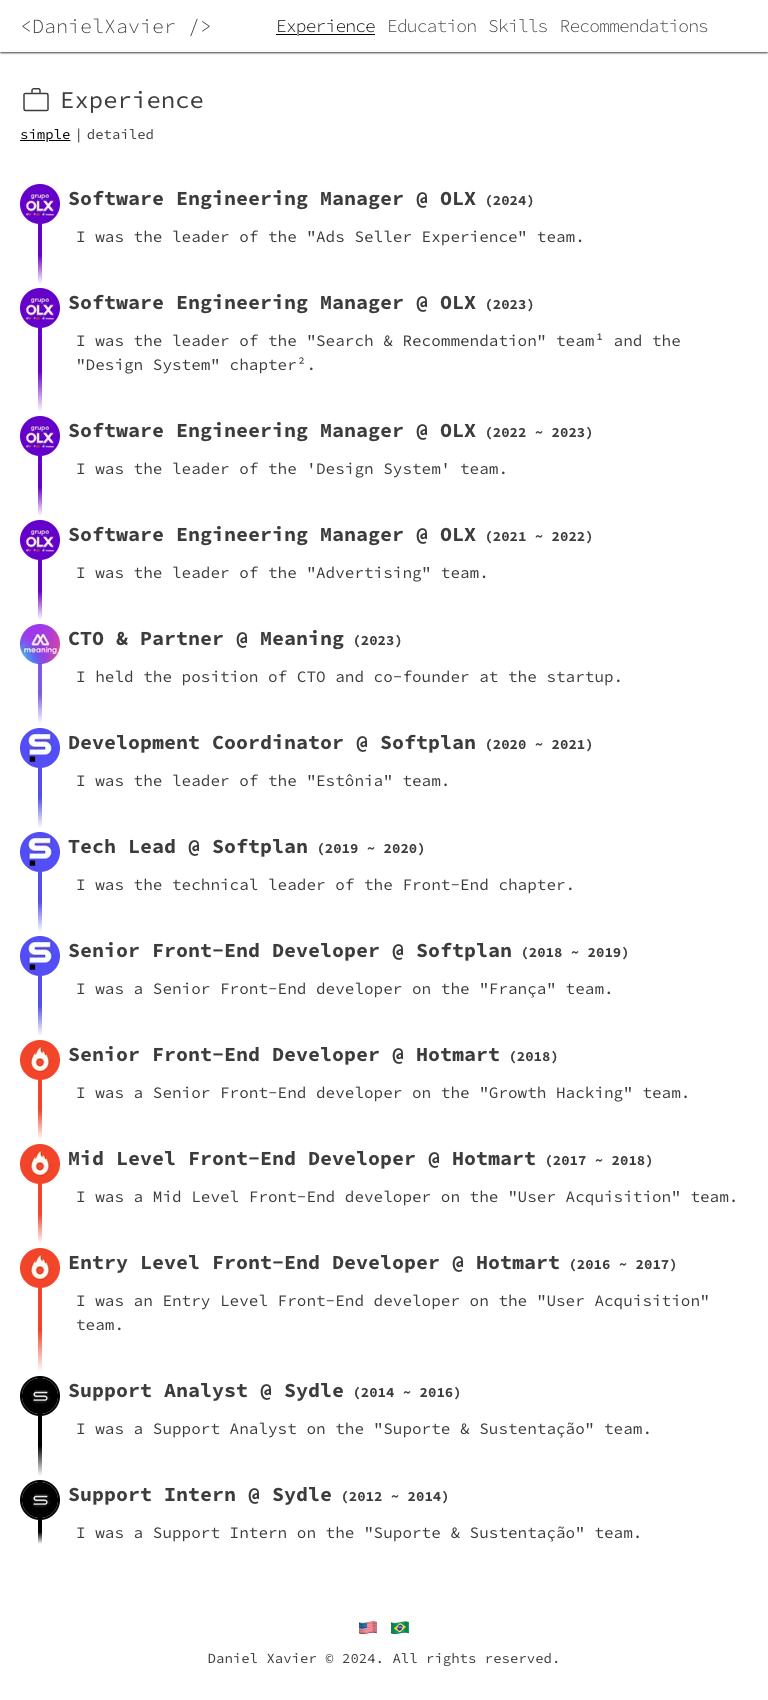 <DanielXavier />
Experience Education Skills Recommendations
Experience
simple | detailed
grupo
OLX
Software Engineering Manager @ OLX (2024)
I was the leader of the "Ads Seller Experience" team.
grupo
OLX
Software Engineering Manager @ OLX (2023)
I was the leader of the "Search & Recommendation" team¹ and the
"Design System" chapter².
grupo
OLX
Software Engineering Manager @ OLX (2022 ~ 2023)
I was the leader of the 'Design System' team.
grupo
OLX
Software Engineering Manager @ OLX (2021 ~ 2022)
I was the leader of the "Advertising" team.
meaning
CTO & Partner @ Meaning (2023)
I held the position of CTO and co-founder at the startup.
Development Coordinator @ Softplan (2020 ~ 2021)
I was the leader of the "Estônia" team.
Tech Lead @ Softplan (2019 ~ 2020)
I was the technical leader of the Front-End chapter.
Senior Front-End Developer @ Softplan (2018 ~ 2019)
I was a Senior Front-End developer on the "França" team.
Senior Front-End Developer @ Hotmart (2018)
I was a Senior Front-End developer on the "Growth Hacking" team.
Mid Level Front-End Developer @ Hotmart (2017 ~ 2018)
I was a Mid Level Front-End developer on the "User Acquisition" team.
Entry Level Front-End Developer @ Hotmart (2016 ~ 2017)
I was an Entry Level Front-End developer on the "User Acquisition"
team.
Support Analyst @ Sydle (2014 ~ 2016)
I was a Support Analyst on the "Suporte & Sustentação" team.
Support Intern @ Sydle (2012 ~ 2014)
I was a Support Intern on the "Suporte & Sustentação" team.
Daniel Xavier © 2024. All rights reserved.